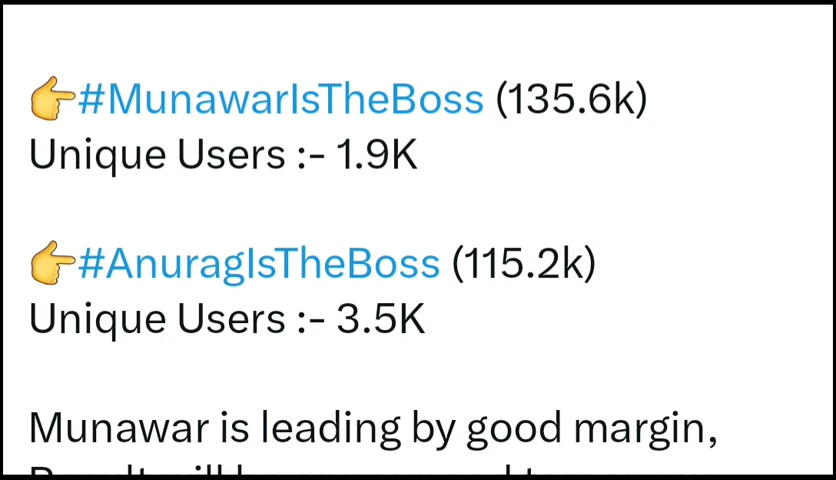 👉#MunawarIsTheBoss (135.6k)
Unique Users :- 1.9K
👉#AnuragIsTheBoss (115.2k)
Unique Users :- 3.5K
Munawar is leading by good margin,